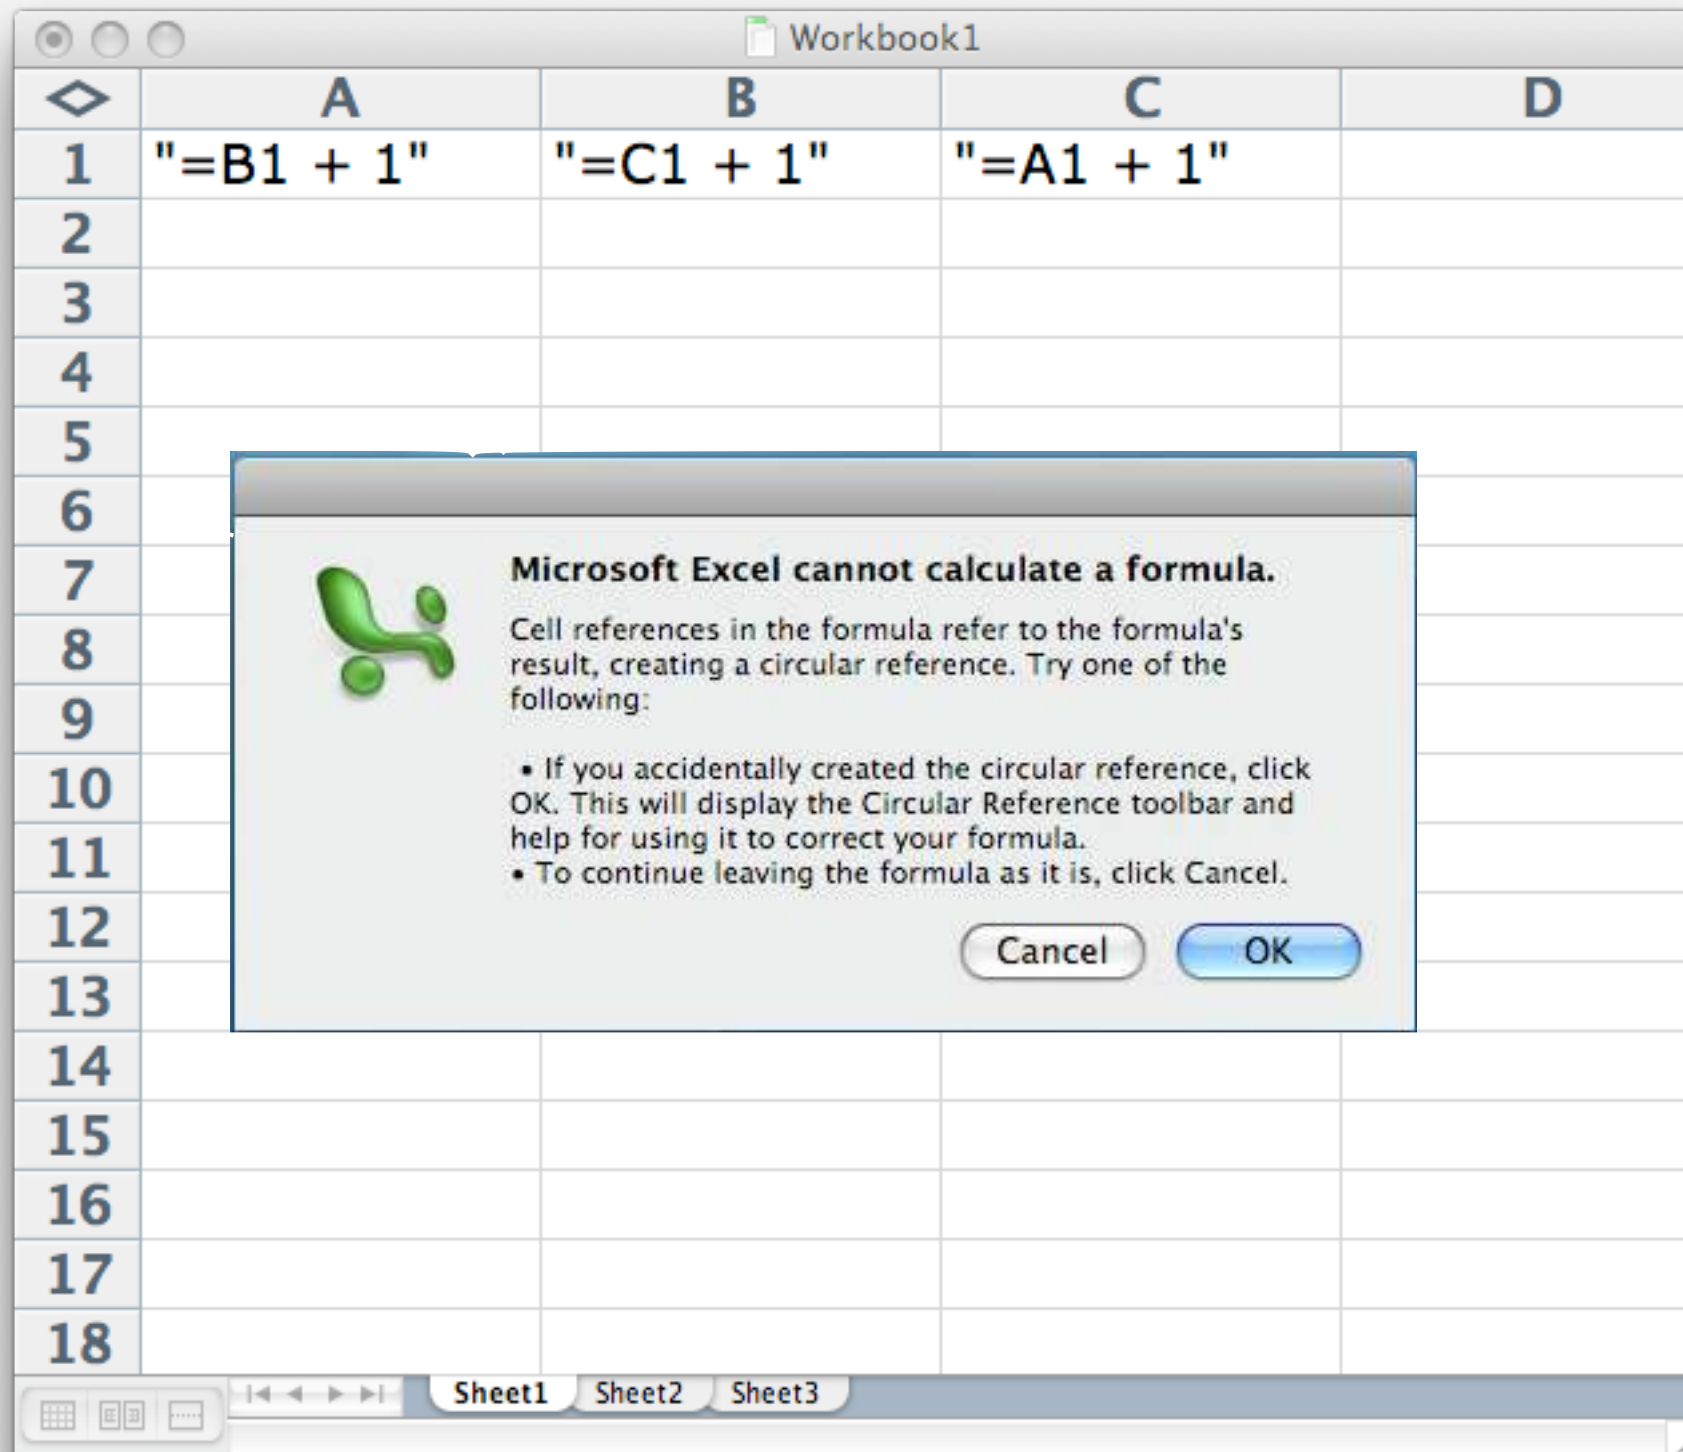 Workbook1
A B C D
1 "=B1 + 1" "=C1 + 1" "=A1 + 1"
2
3
4
5
6
7
8
9
10
11
12
13
14
15
16
17
18
Microsoft Excel cannot calculate a formula.
Cell references in the formula refer to the formula's
result, creating a circular reference. Try one of the
following:
• If you accidentally created the circular reference, click
OK. This will display the Circular Reference toolbar and
help for using it to correct your formula.
• To continue leaving the formula as it is, click Cancel.
Cancel OK
Sheet1 Sheet2 Sheet3